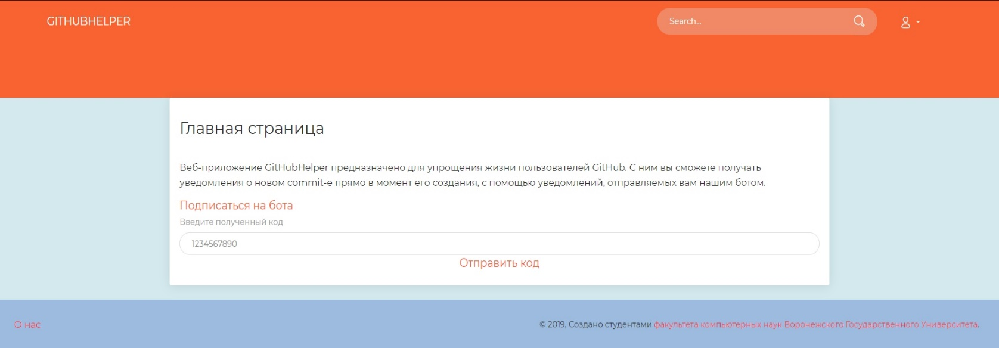 GITHUBHELPER
Search...
Главная страница
Веб-приложение GitHubHelper предназначено для упрощения жизни пользователей GitHub. С ним вы сможете получать
уведомления о новом commit-е прямо в момент его создания, с помощью уведомлений, отправляемых вам нашим ботом.
Подписаться на бота
Введите полученный код
1234567890
Отправить код
О нас
© 2019, Создано студентами факультета компьютерных наук Воронежского Государственного Университета.